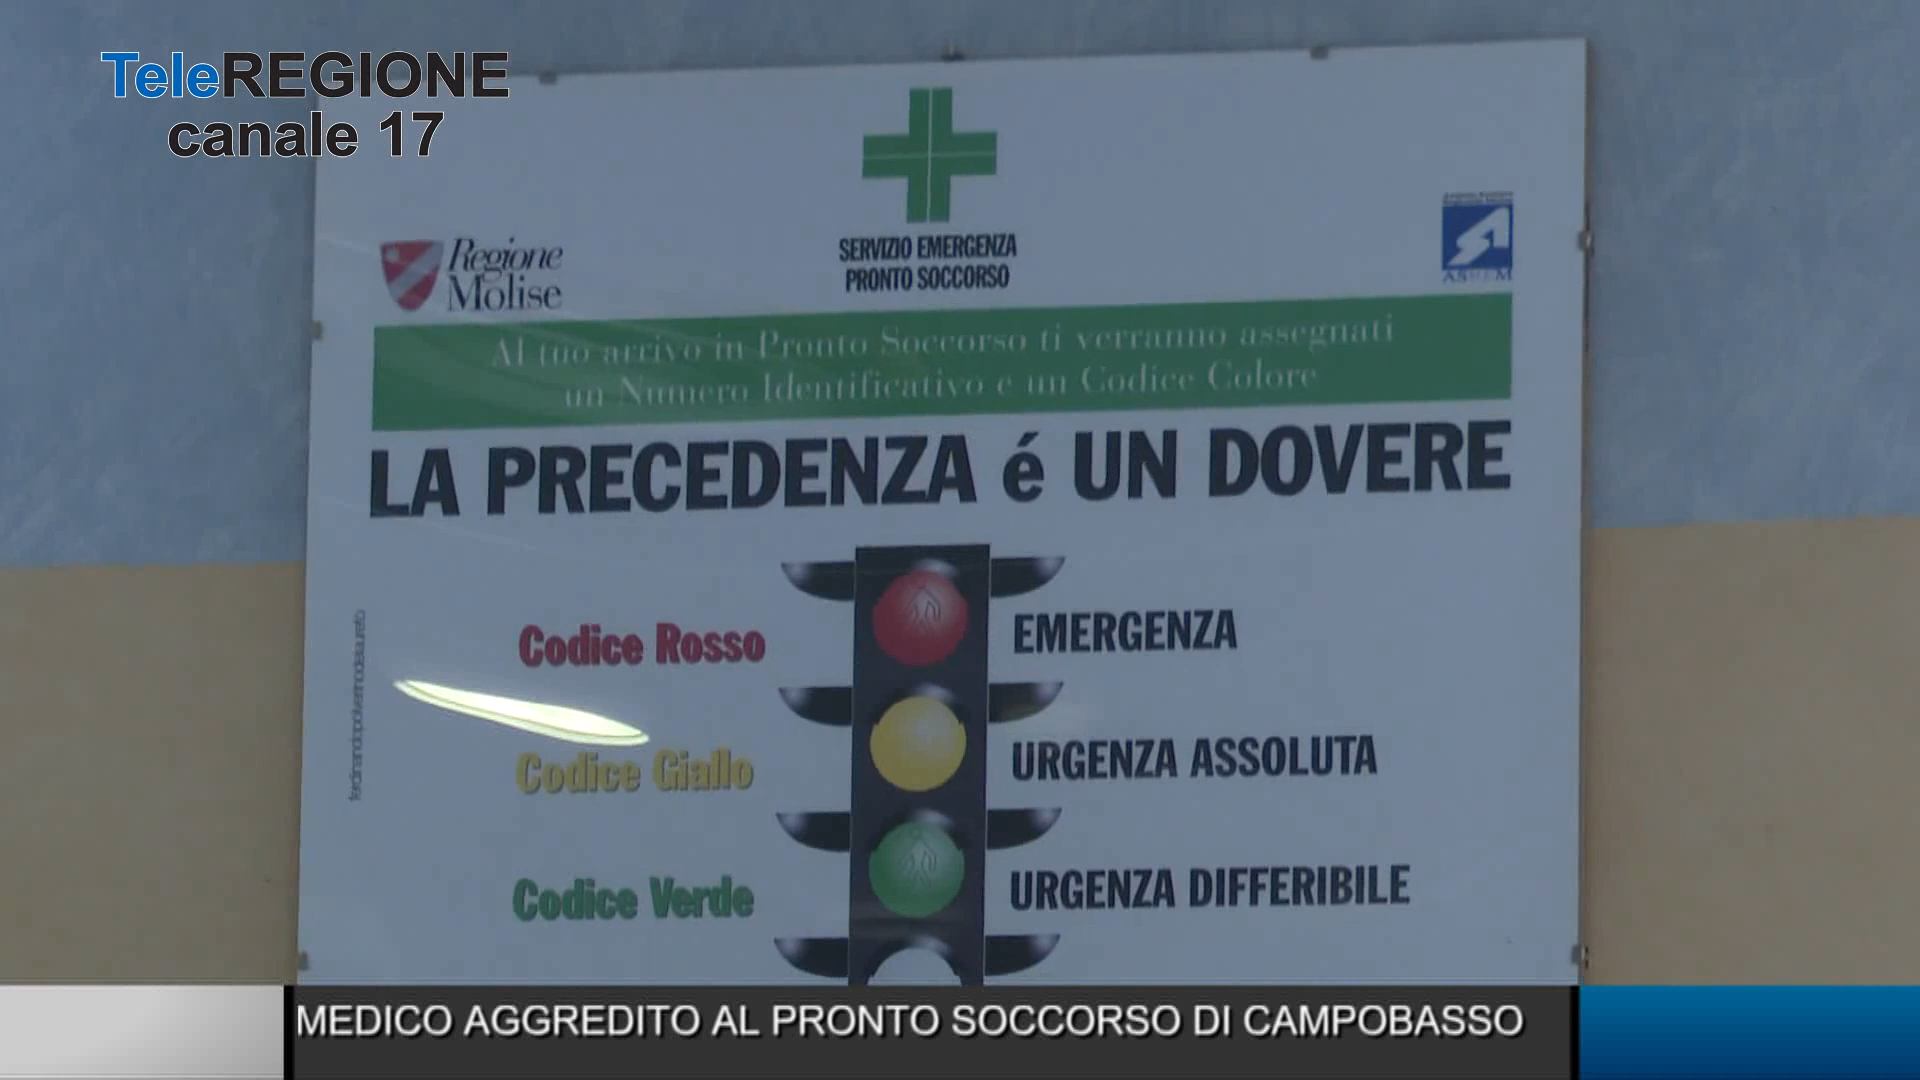 TeleREGIONE
canale 17
SERVIZIO EMERGENZA
PRONTO SOCCORSO
Regione
Molise
Al tuo arrivo in Pronto Soccorso ti verranno assegnati
un Numero Identificativo e un Codice Colore
LA PRECEDENZA é UN DOVERE
Codice Rosso EMERGENZA
Codice Giallo URGENZA ASSOLUTA
Codice Verde URGENZA DIFFERIBILE
MEDICO AGGREDITO AL PRONTO SOCCORSO DI CAMPOBASSO